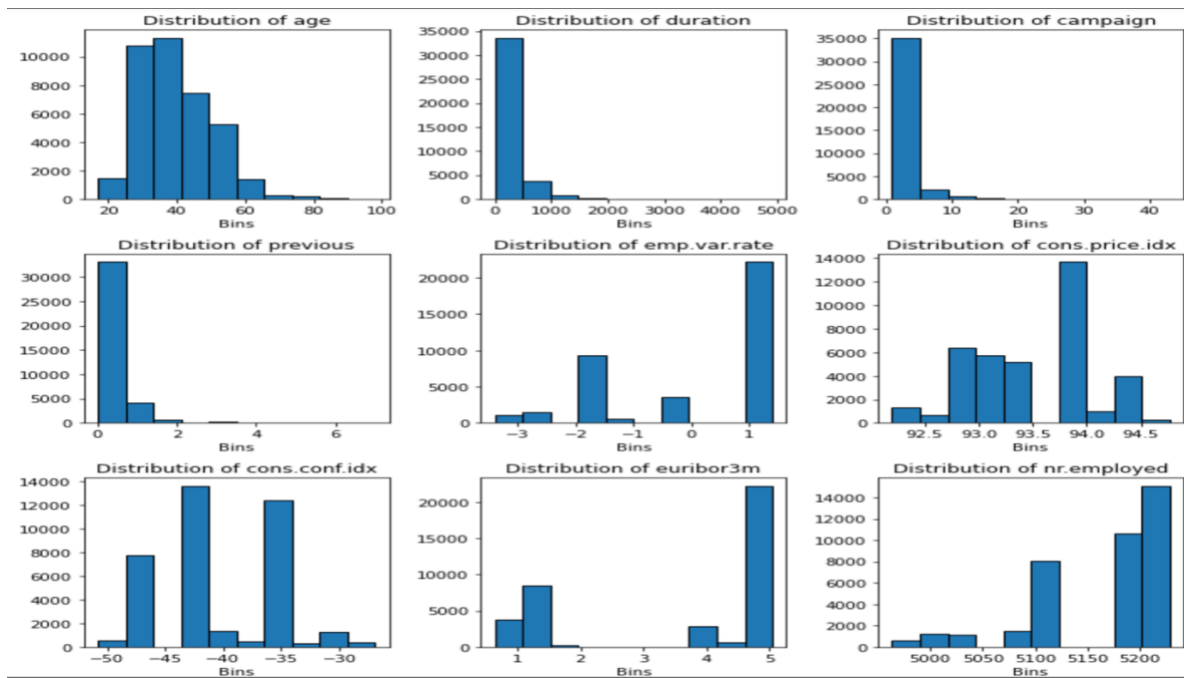 Distribution of age
10000
8000
6000
4000
2000
0
20 40 60 80 100
Bins
Distribution of duration
35000
30000
25000
20000
15000
10000
5000
0
0 1000 2000 3000 4000 5000
Bins
Distribution of campaign
35000
30000
25000
20000
15000
10000
5000
0
0 10 20 30 40
Bins
Distribution of previous
30000
25000
20000
15000
10000
5000
0
0 2 4 6
Bins
Distribution of emp.var.rate
20000
15000
10000
5000
0
−3 −2 −1 0 1
Bins
Distribution of cons.price.idx
14000
12000
10000
8000
6000
4000
2000
0
92.5 93.0 93.5 94.0 94.5
Bins
Distribution of cons.conf.idx
14000
12000
10000
8000
6000
4000
2000
0
−50 −45 −40 −35 −30
Bins
Distribution of euribor3m
20000
15000
10000
5000
0
1 2 3 4 5
Bins
Distribution of nr.employed
14000
12000
10000
8000
6000
4000
2000
0
5000 5050 5100 5150 5200
Bins